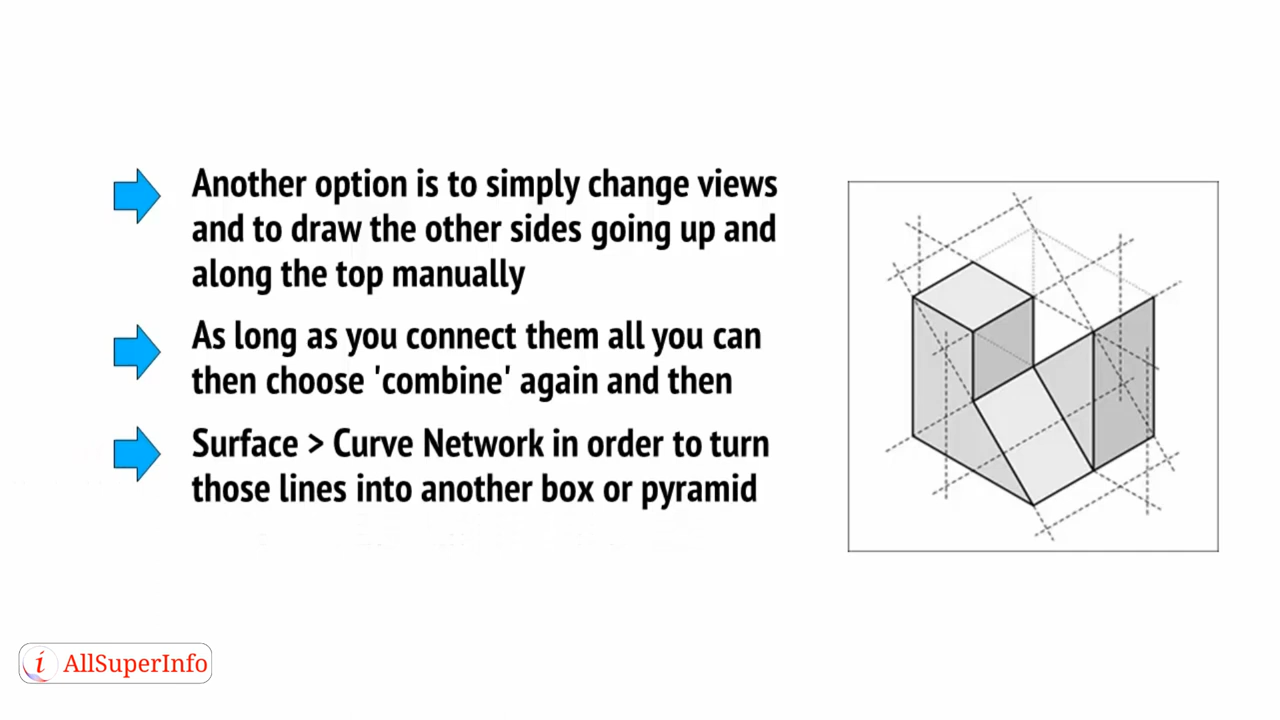 Another option is to simply change views
and to draw the other sides going up and
along the top manually
As long as you connect them all you can
then choose 'combine' again and then
Surface > Curve Network in order to turn
those lines into another box or pyramid
i AllSuperInfo